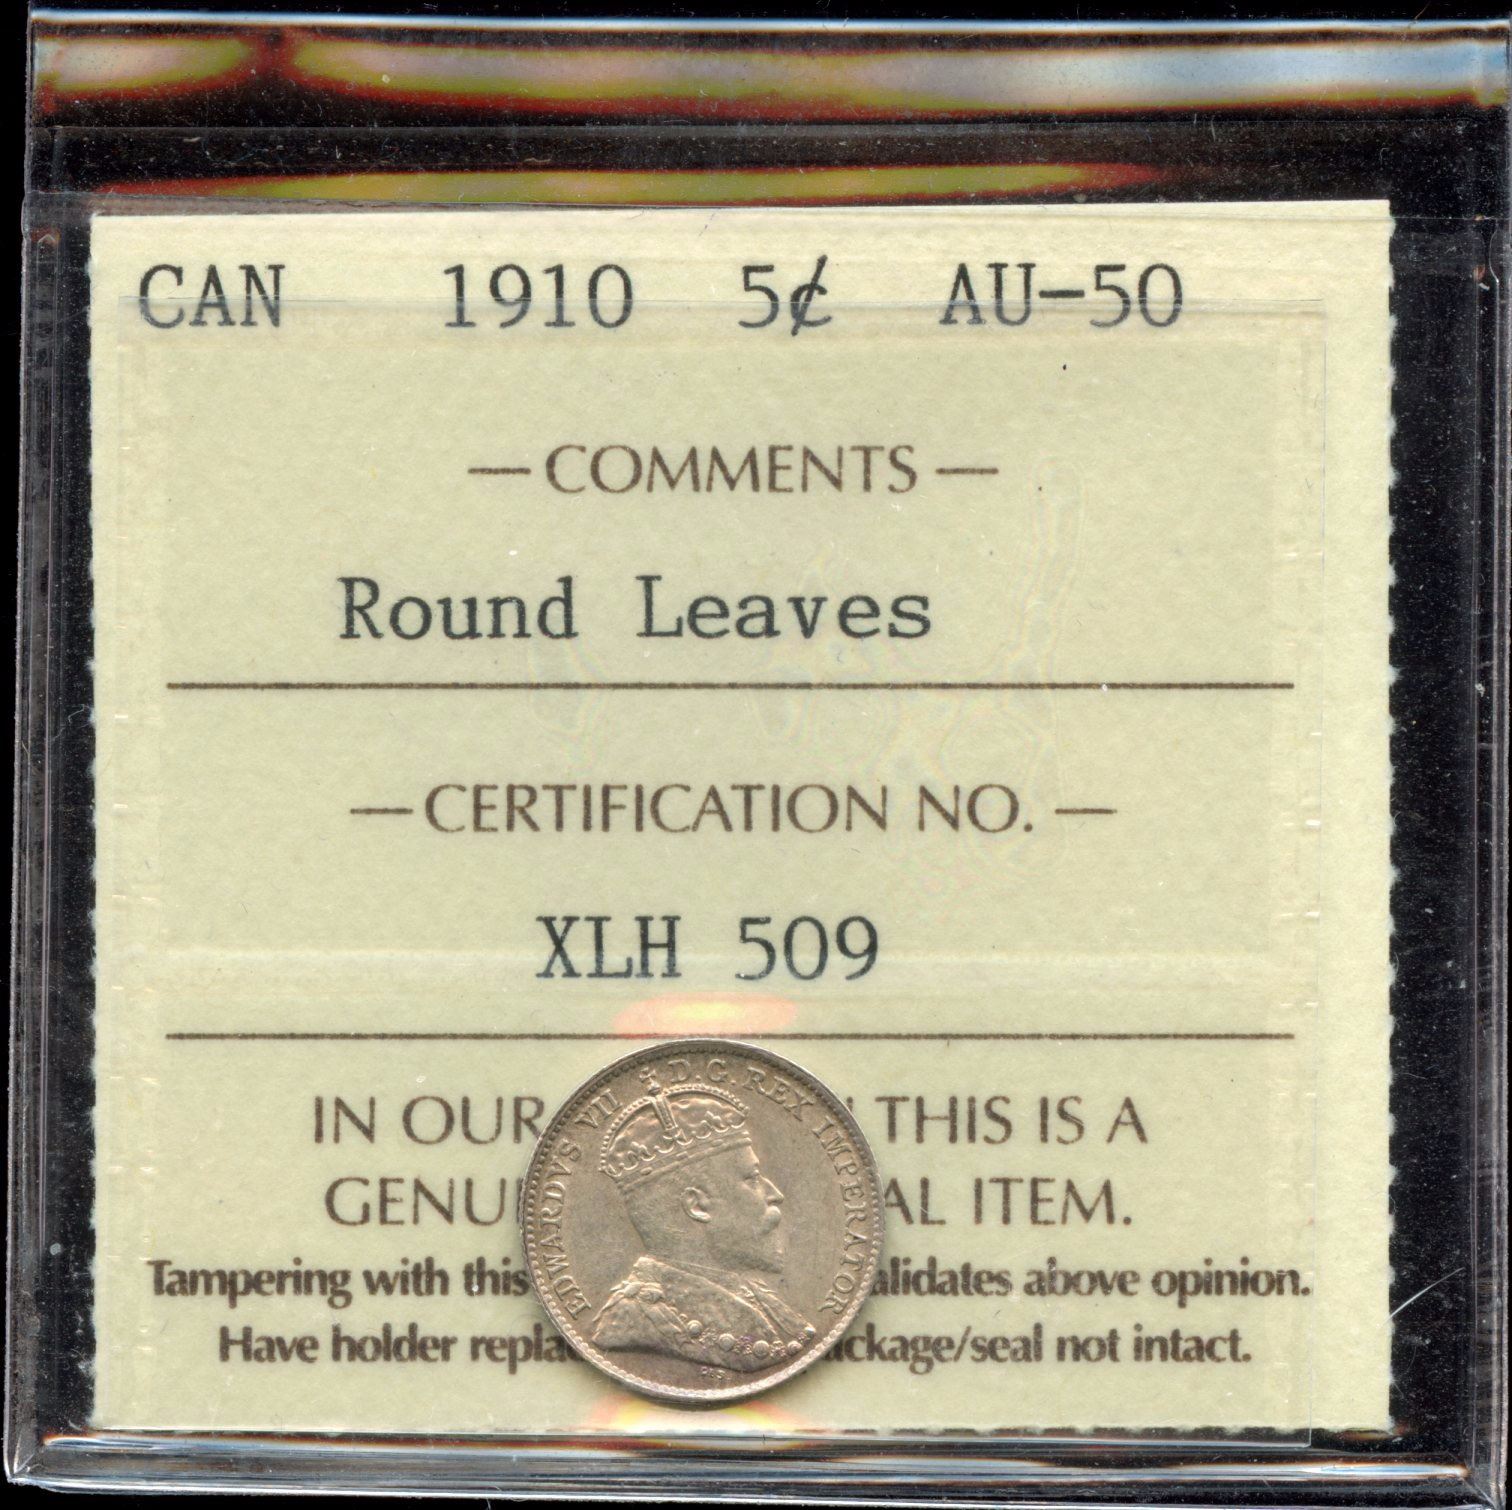 CAN 1910 5¢ AU-50
— COMMENTS —
Round Leaves
— CERTIFICATION NO. —
XLH 509
IN OUR THIS IS A
GENU AL ITEM.
Tampering with this alidates above opinion.
Have holder repla ackage/seal not intact.
EDWARDVS VII D.G. REX IMPERATOR